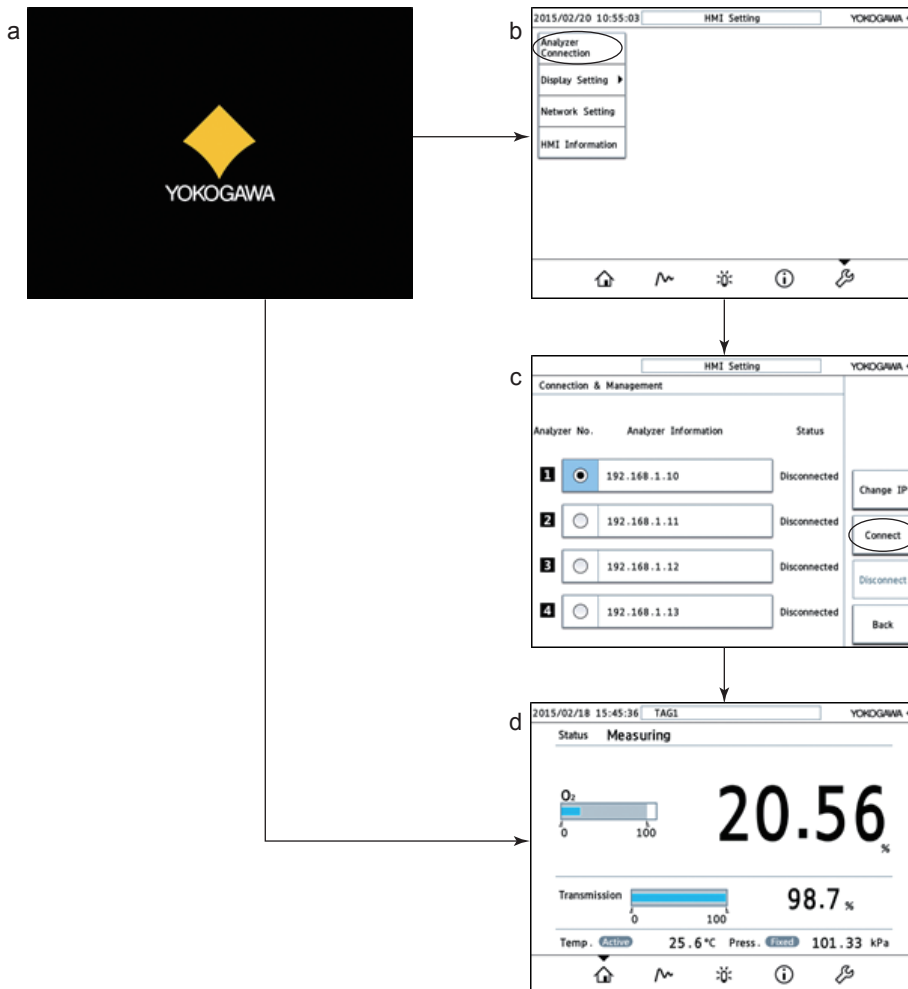 a
YOKOGAWA
b
2015/02/20 10:55:03 HMI Setting YOKOGAWA
Analyzer
Connection
Display Setting
Network Setting
HMI Information
c
HMI Setting YOKOGAWA
Connection & Management
Analyzer No. Analyzer Information Status
1 192.168.1.10 Disconnected
Change IP
2 192.168.1.11 Disconnected
Connect
3 192.168.1.12 Disconnected
Disconnect
4 192.168.1.13 Disconnected
Back
d
2015/02/18 15:45:36 TAG1 YOKOGAWA
Status Measuring
O₂
20.56 %
0 100
Transmission 98.7 %
0 100
Temp. Active 25.6°C Press. Fixed 101.33 kPa